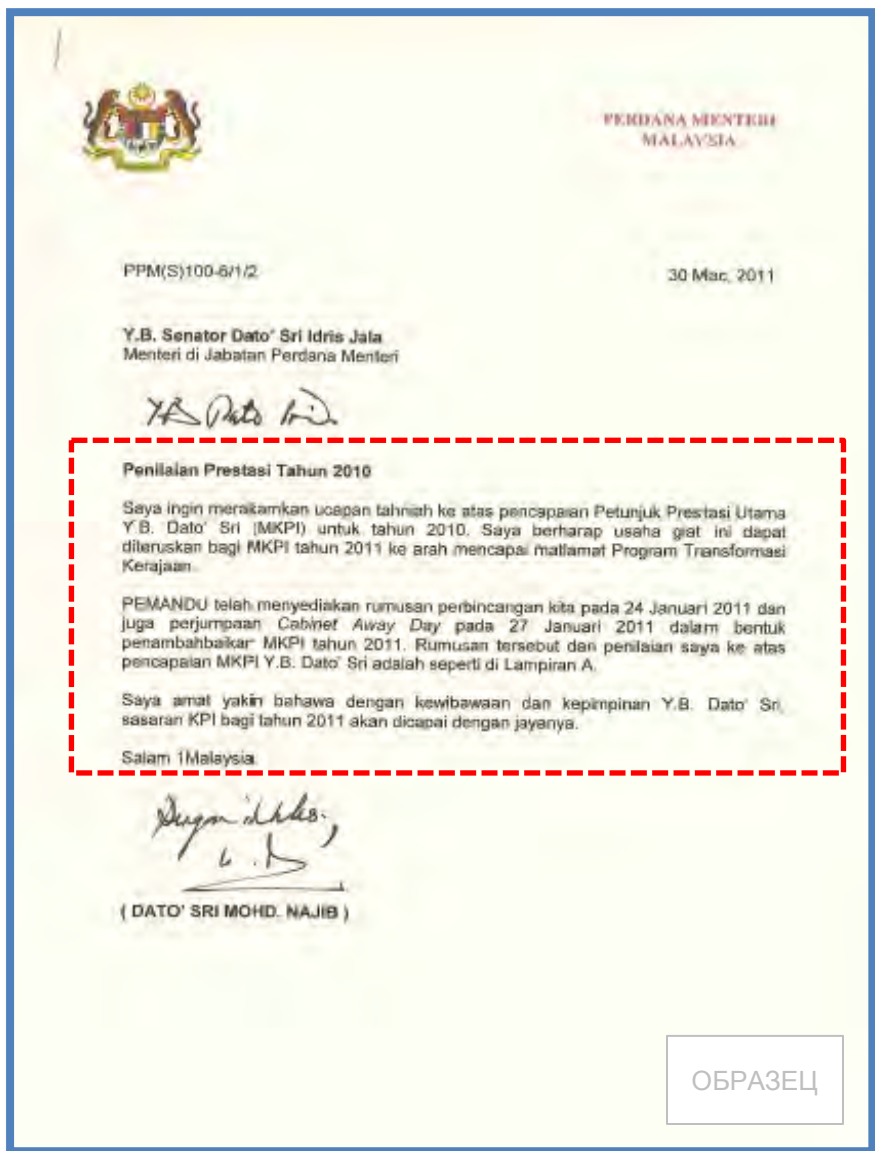 PERDANA MENTERI
MALAYSIA
PPM(S)100-6/1/2
30 Mac, 2011
Y.B. Senator Dato' Sri Idris Jala
Menteri di Jabatan Perdana Menteri
YB Dato Sri
Penilaian Prestasi Tahun 2010
Saya ingin merakamkan ucapan tahniah ke atas pencapaian Petunjuk Prestasi Utama
Y.B. Dato' Sri (MKPI) untuk tahun 2010. Saya berharap usaha giat ini dapat
diteruskan bagi MKPI tahun 2011 ke arah mencapai matlamat Program Transformasi
Kerajaan.
PEMANDU telah menyediakan rumusan perbincangan kita pada 24 Januari 2011 dan
juga perjumpaan Cabinet Away Day pada 27 Januari 2011 dalam bentuk
penambahbaikan MKPI tahun 2011. Rumusan tersebut dan penilaian saya ke atas
pencapaian MKPI Y.B. Dato' Sri adalah seperti di Lampiran A.
Saya amat yakin bahawa dengan kewibawaan dan kepimpinan Y.B. Dato' Sri,
sasaran KPI bagi tahun 2011 akan dicapai dengan jayanya.
Salam 1Malaysia.
( DATO' SRI MOHD. NAJIB )
ОБРАЗЕЦ